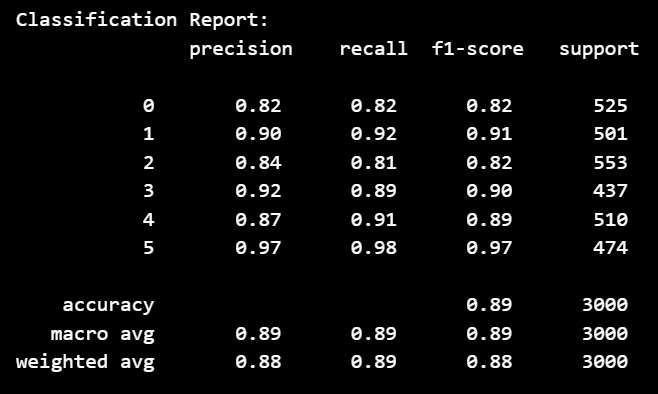 Classification Report:
precision recall f1-score support
0 0.82 0.82 0.82 525
1 0.90 0.92 0.91 501
2 0.84 0.81 0.82 553
3 0.92 0.89 0.90 437
4 0.87 0.91 0.89 510
5 0.97 0.98 0.97 474
accuracy 0.89 3000
macro avg 0.89 0.89 0.89 3000
weighted avg 0.88 0.89 0.88 3000